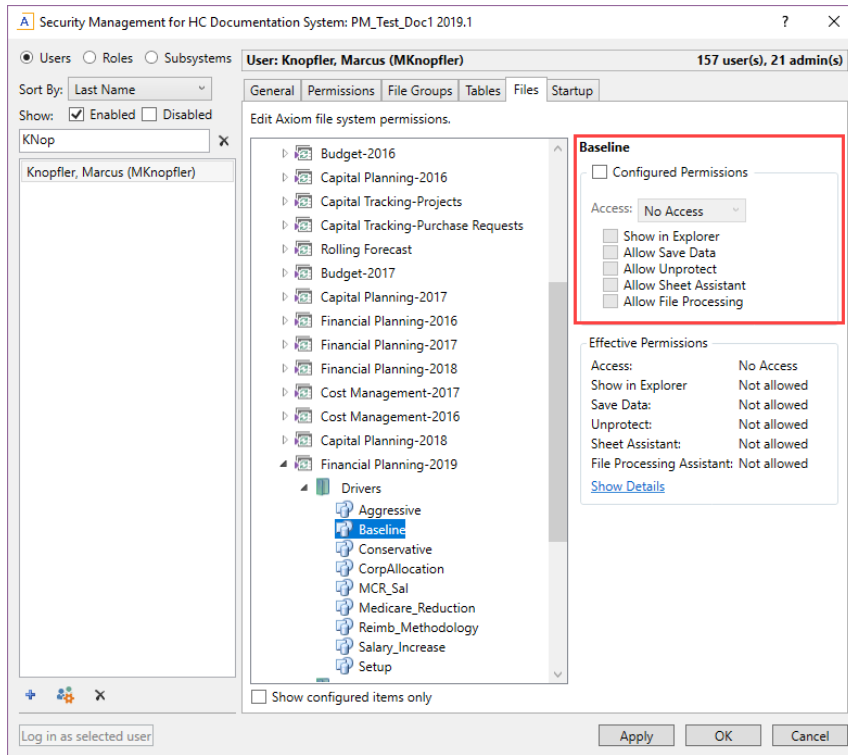 A Security Management for HC Documentation System: PM_Test_Doc1 2019.1 ?
Users Roles Subsystems
Sort By: Last Name
Show: Enabled Disabled
KNop
Knopfler, Marcus (MKnopfler)
User: Knopfler, Marcus (MKnopfler) 157 user(s), 21 admin(s)
General Permissions File Groups Tables Files Startup
Edit Axiom file system permissions.
Budget-2016
Capital Planning-2016
Capital Tracking-Projects
Capital Tracking-Purchase Requests
Rolling Forecast
Budget-2017
Capital Planning-2017
Financial Planning-2016
Financial Planning-2017
Financial Planning-2018
Cost Management-2017
Cost Management-2016
Capital Planning-2018
Financial Planning-2019
Drivers
Aggressive
Baseline
Conservative
CorpAllocation
MCR_Sal
Medicare_Reduction
Reimb_Methodology
Salary_Increase
Setup
Show configured items only
Baseline
Configured Permissions
Access: No Access
Show in Explorer
Allow Save Data
Allow Unprotect
Allow Sheet Assistant
Allow File Processing
Effective Permissions
Access: No Access
Show in Explorer Not allowed
Save Data: Not allowed
Unprotect: Not allowed
Sheet Assistant: Not allowed
File Processing Assistant: Not allowed
Show Details
Log in as selected user
Apply OK Cancel